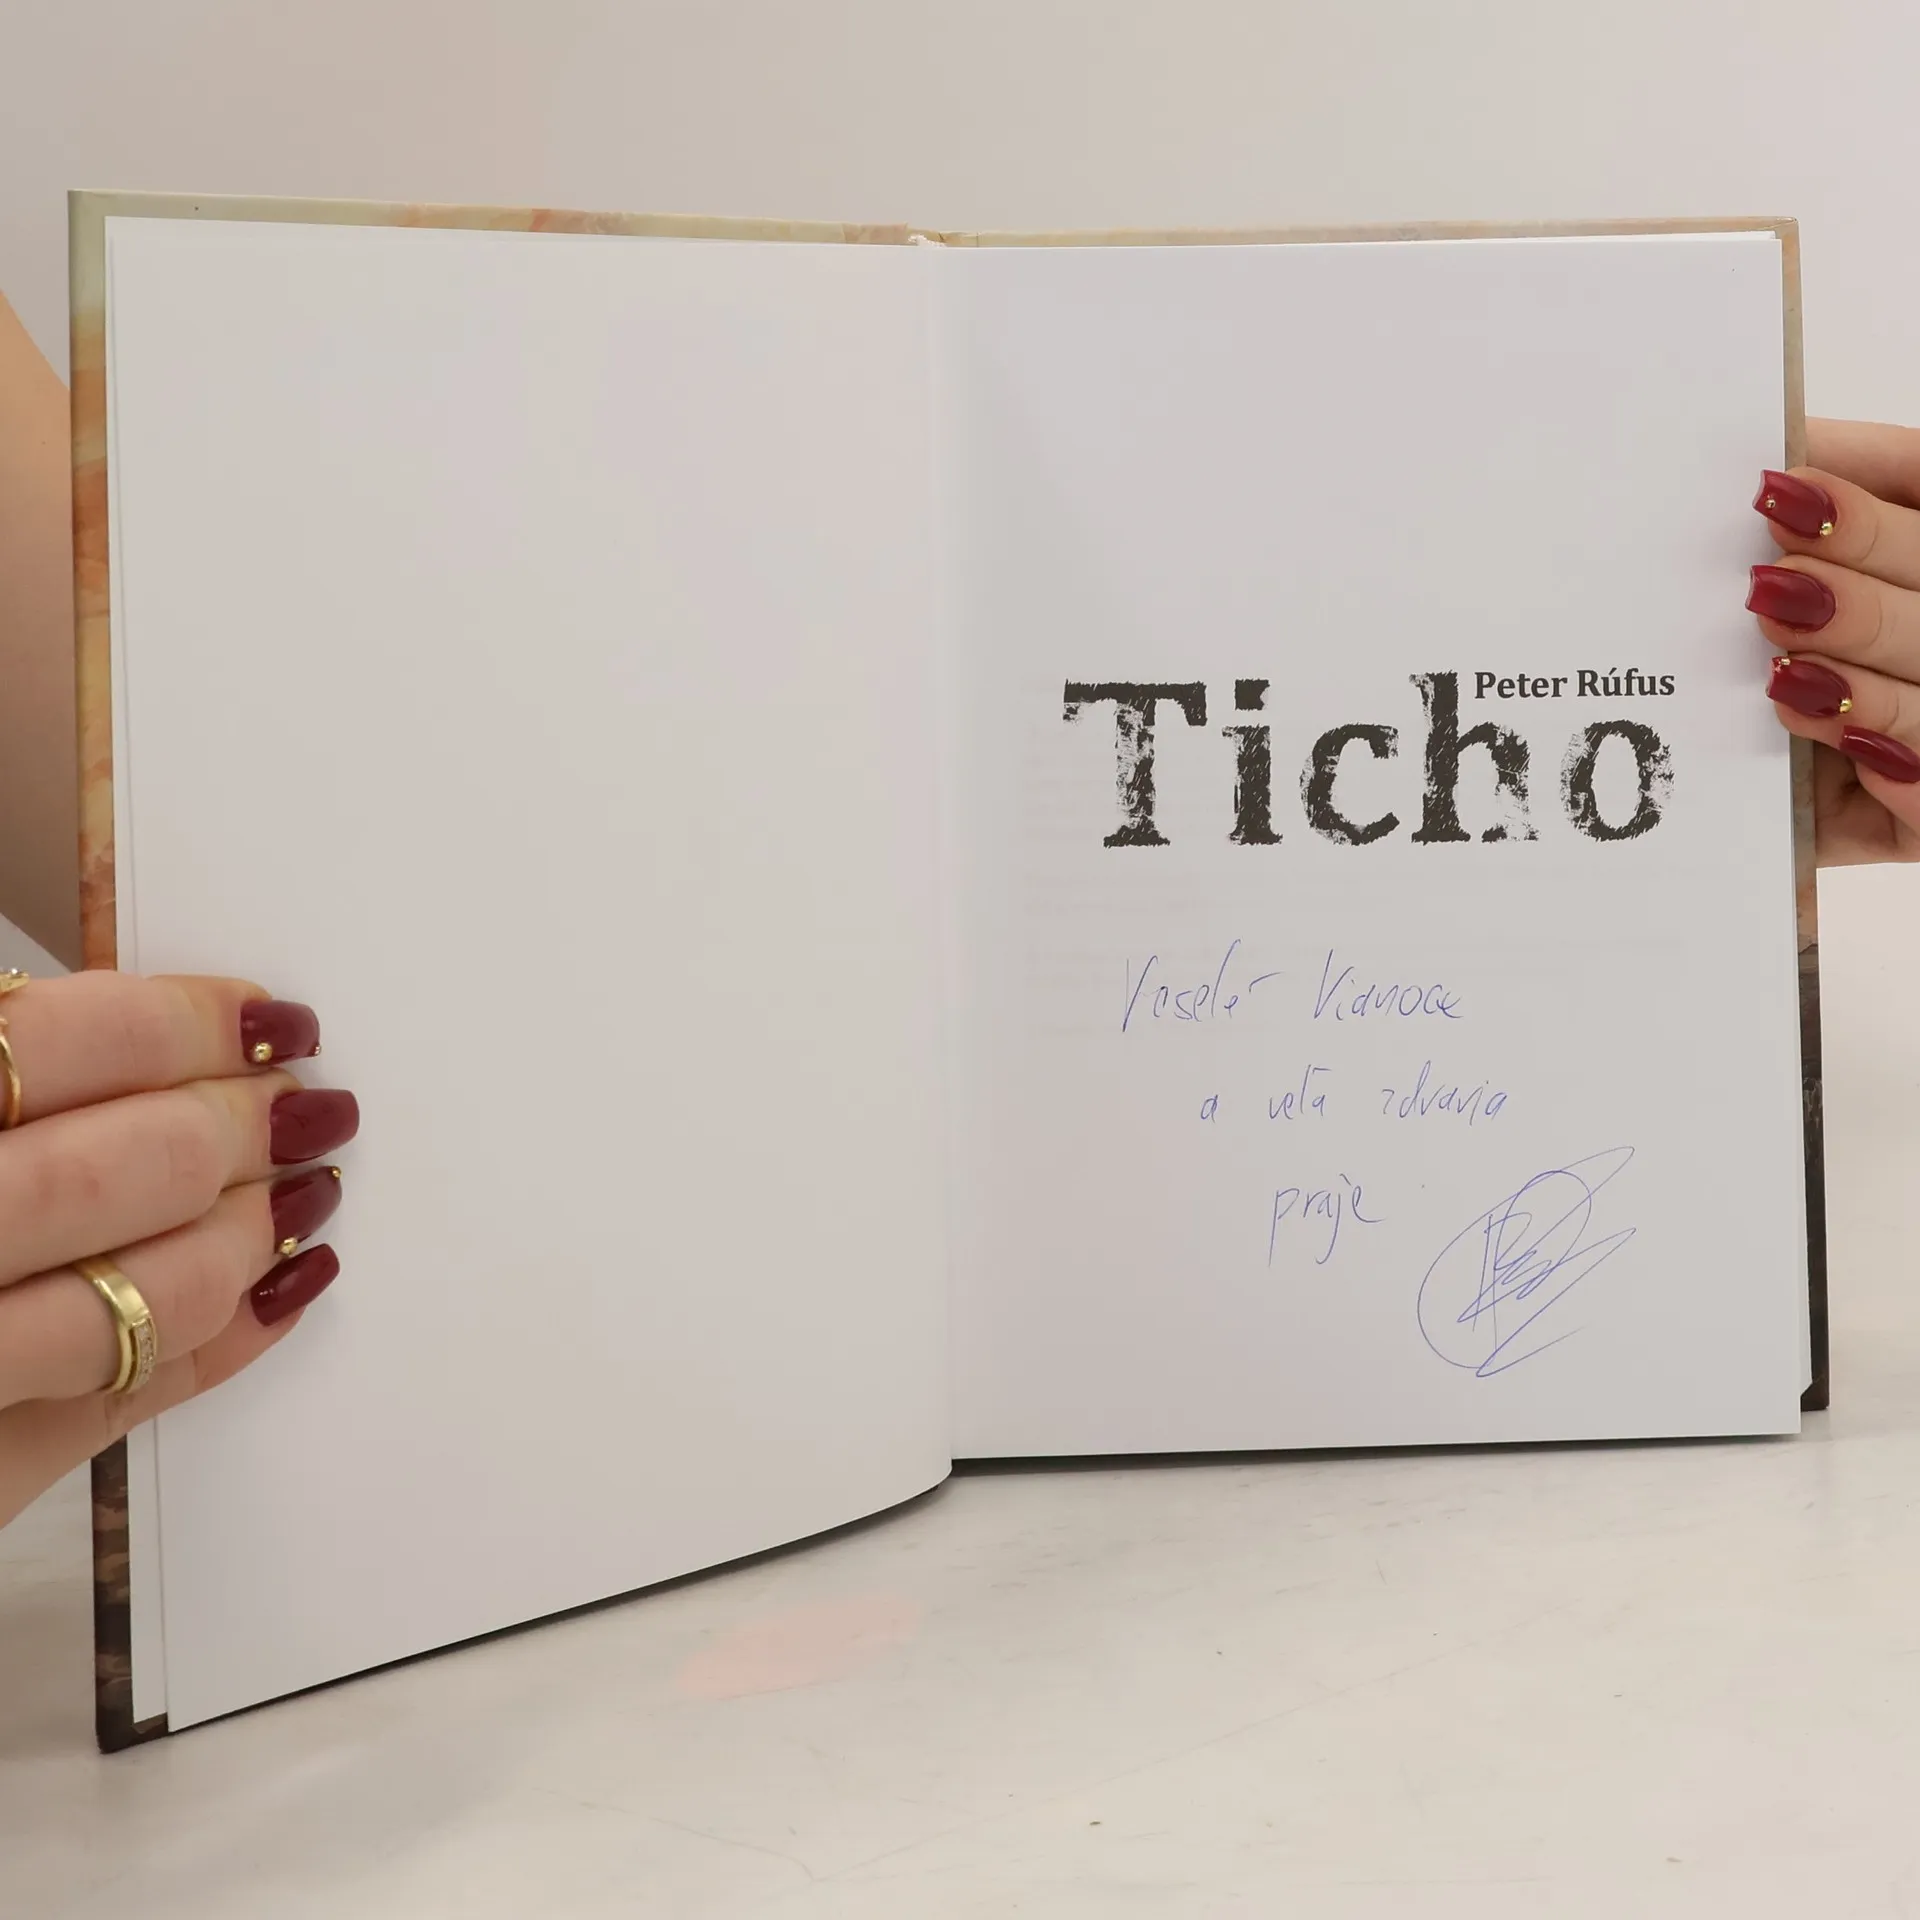 Peter Rúfus
Ticho
Veselé Vianoce
a veľa zdravia
praje